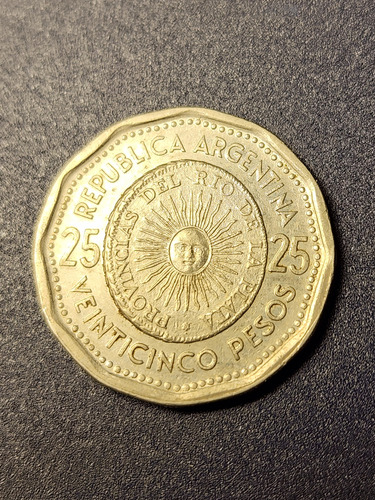 REPUBLICA ARGENTINA
25
25
VEINTICINCO PESOS
PROVINCIAS DEL RIO DE LA PLATA